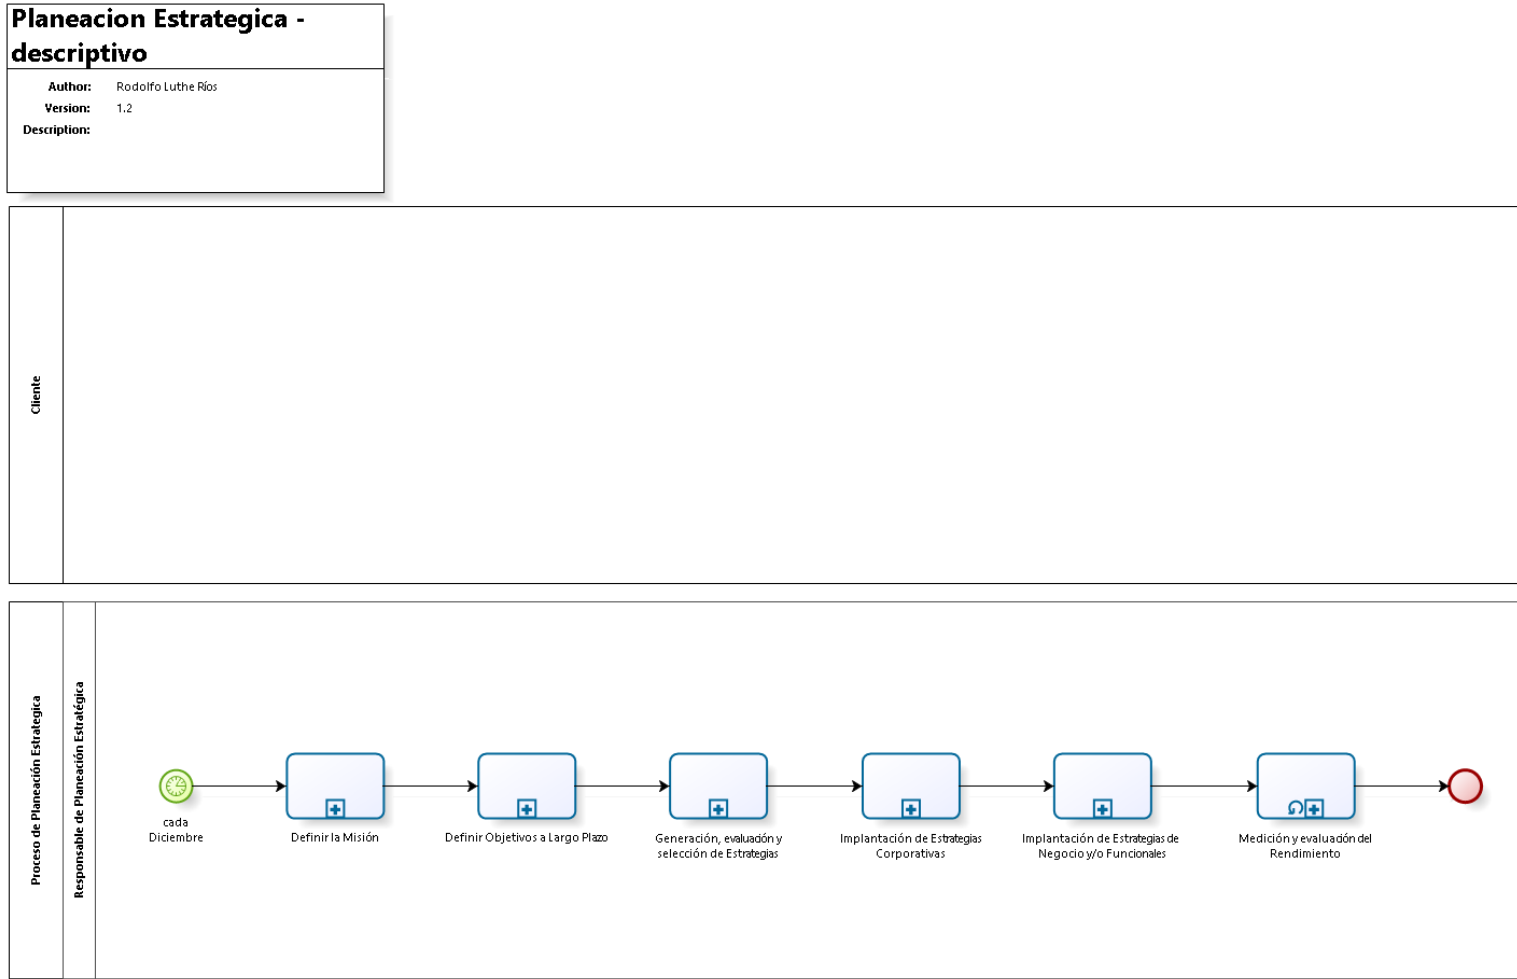 Planeacion Estrategica -
descriptivo
Author: Rodolfo Luthe Ríos
Version: 1.2
Description:
Cliente
Proceso de Planeación Estrategica
Responsable de Planeación Estratégica
cada
Diciembre
Definir la Misión
Definir Objetivos a Largo Plazo
Generación, evaluación y
selección de Estrategias
Implantación de Estrategias
Corporativas
Implantación de Estrategias de
Negocio y/o Funcionales
Medición y evaluación del
Rendimiento